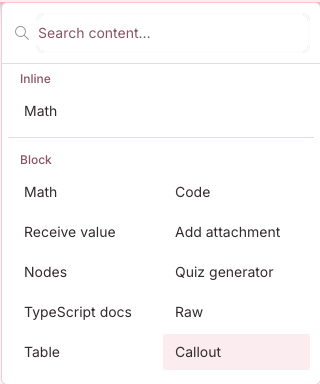 Search content...
Inline
Math
Block
Math Code
Receive value Add attachment
Nodes Quiz generator
TypeScript docs Raw
Table Callout